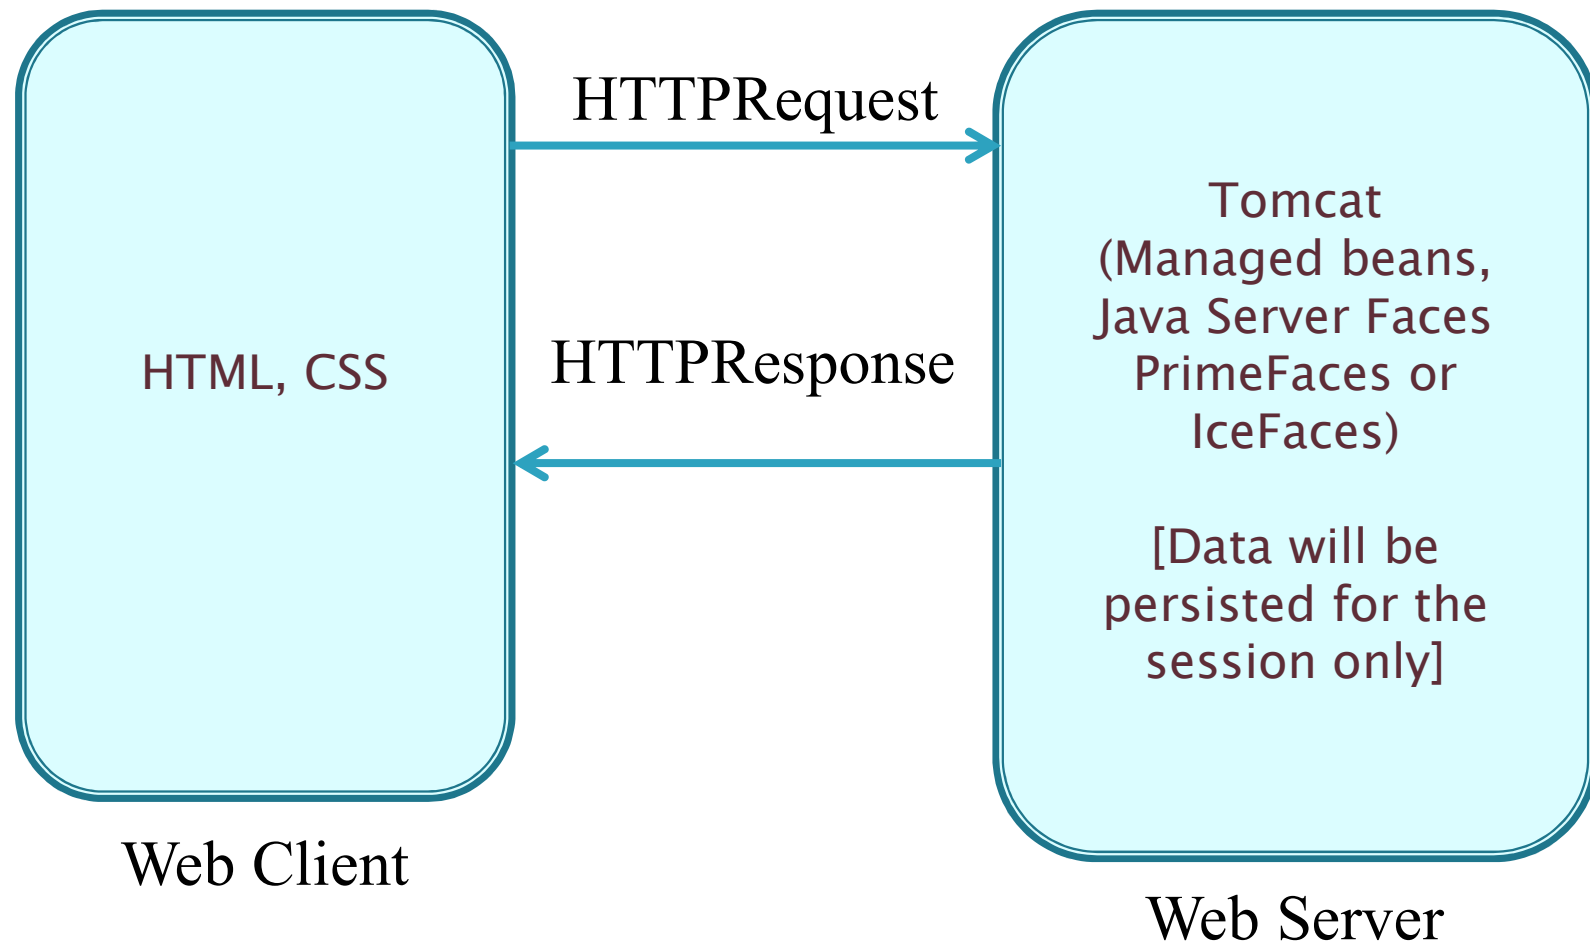 HTTPRequest
HTML, CSS
HTTPResponse
Tomcat
(Managed beans,
Java Server Faces
PrimeFaces or
IceFaces)
[Data will be
persisted for the
session only]
Web Client
Web Server